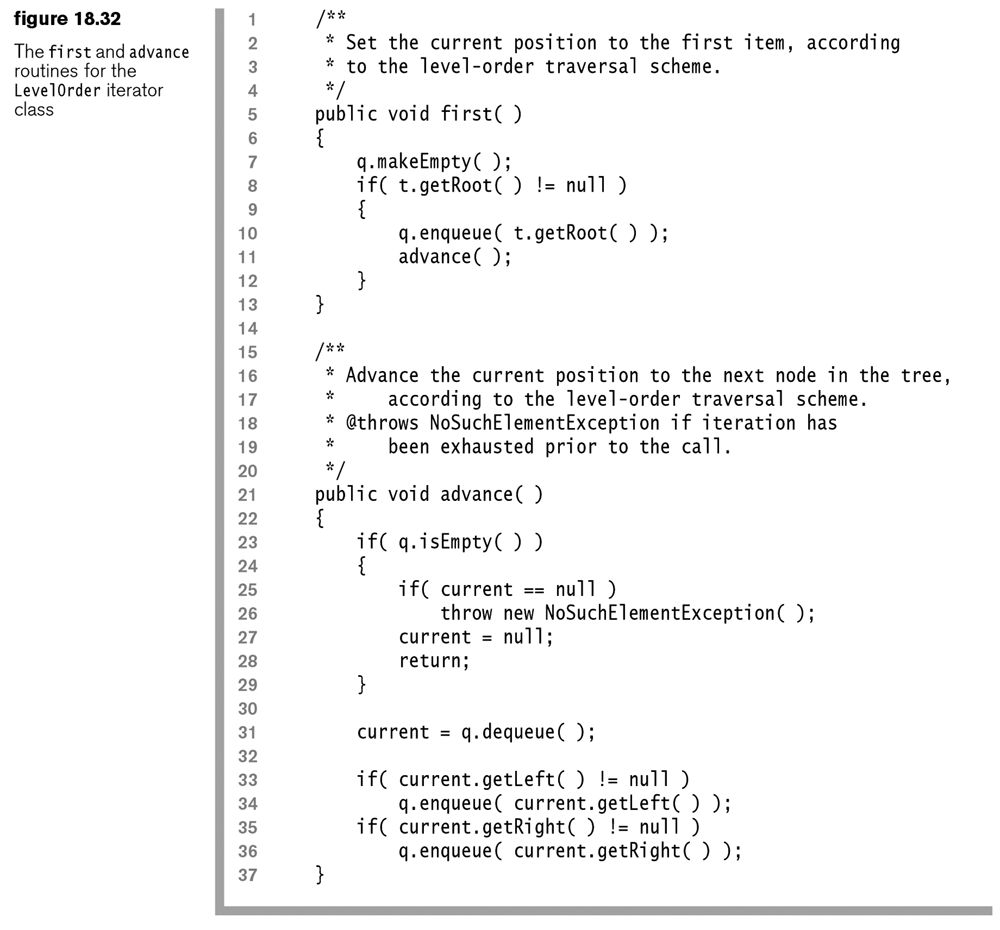 figure 18.32
The first and advance
routines for the
LevelOrder iterator
class
1 /**
2 * Set the current position to the first item, according
3 * to the level-order traversal scheme.
4 */
5 public void first( )
6 {
7 q.makeEmpty( );
8 if( t.getRoot( ) != null )
9 {
10 q.enqueue( t.getRoot( ) );
11 advance( );
12 }
13 }
14
15 /**
16 * Advance the current position to the next node in the tree,
17 * according to the level-order traversal scheme.
18 * @throws NoSuchElementException if iteration has
19 * been exhausted prior to the call.
20 */
21 public void advance( )
22 {
23 if( q.isEmpty( ) )
24 {
25 if( current == null )
26 throw new NoSuchElementException( );
27 current = null;
28 return;
29 }
30
31 current = q.dequeue( );
32
33 if( current.getLeft( ) != null )
34 q.enqueue( current.getLeft( ) );
35 if( current.getRight( ) != null )
36 q.enqueue( current.getRight( ) );
37 }